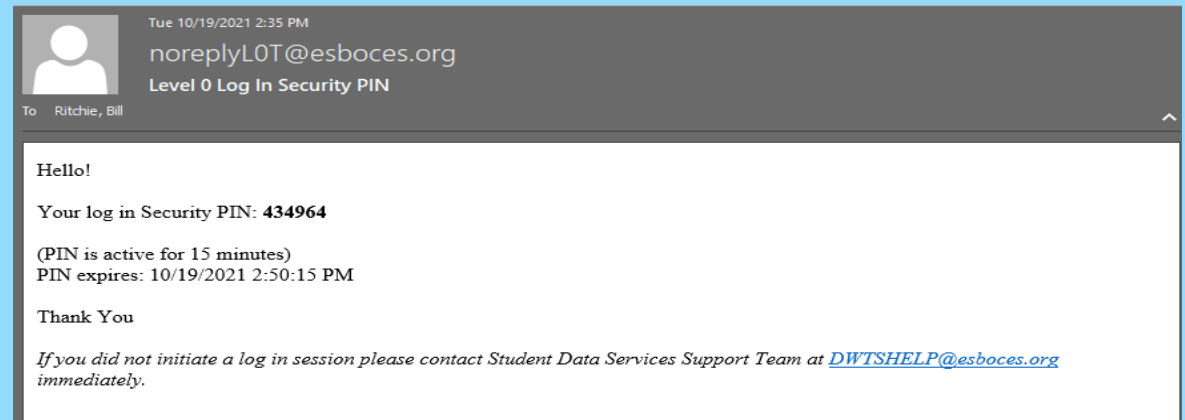 Tue 10/19/2021 2:35 PM
noreplyL0T@esboces.org
Level 0 Log In Security PIN
To Ritchie, Bill
Hello!
Your log in Security PIN: 434964
(PIN is active for 15 minutes)
PIN expires: 10/19/2021 2:50:15 PM
Thank You
If you did not initiate a log in session please contact Student Data Services Support Team at DWTSHELP@esboces.org
immediately.